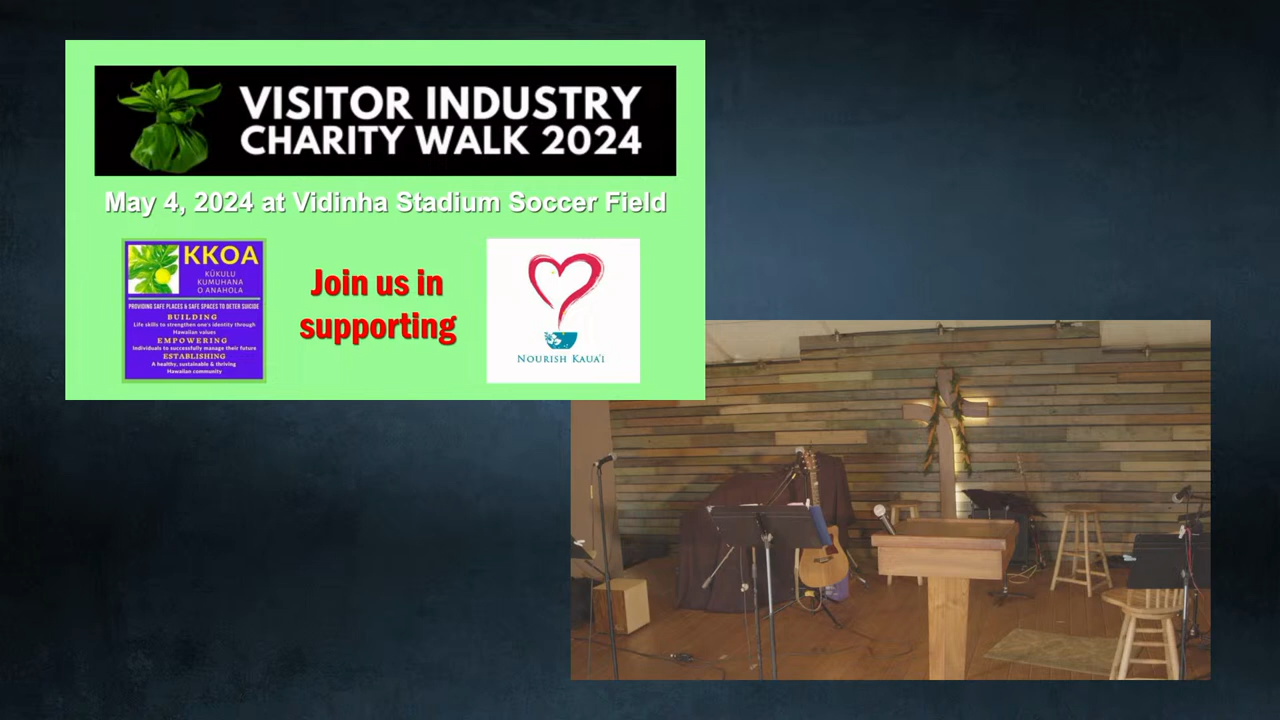 VISITOR INDUSTRY
CHARITY WALK 2024
May 4, 2024 at Vidinha Stadium Soccer Field
KKOA
KŪKULU
KUMUHANA
O ANAHOLA
PROVIDING SAFE PLACES & SAFE SPACES TO DETER SUICIDE
BUILDING
Life skills to strengthen one's identity through
Hawaiian values
EMPOWERING
Individuals to successfully manage their future
ESTABLISHING
A healthy, sustainable & thriving
Hawaiian community
Join us in
supporting
NOURISH KAUA'I